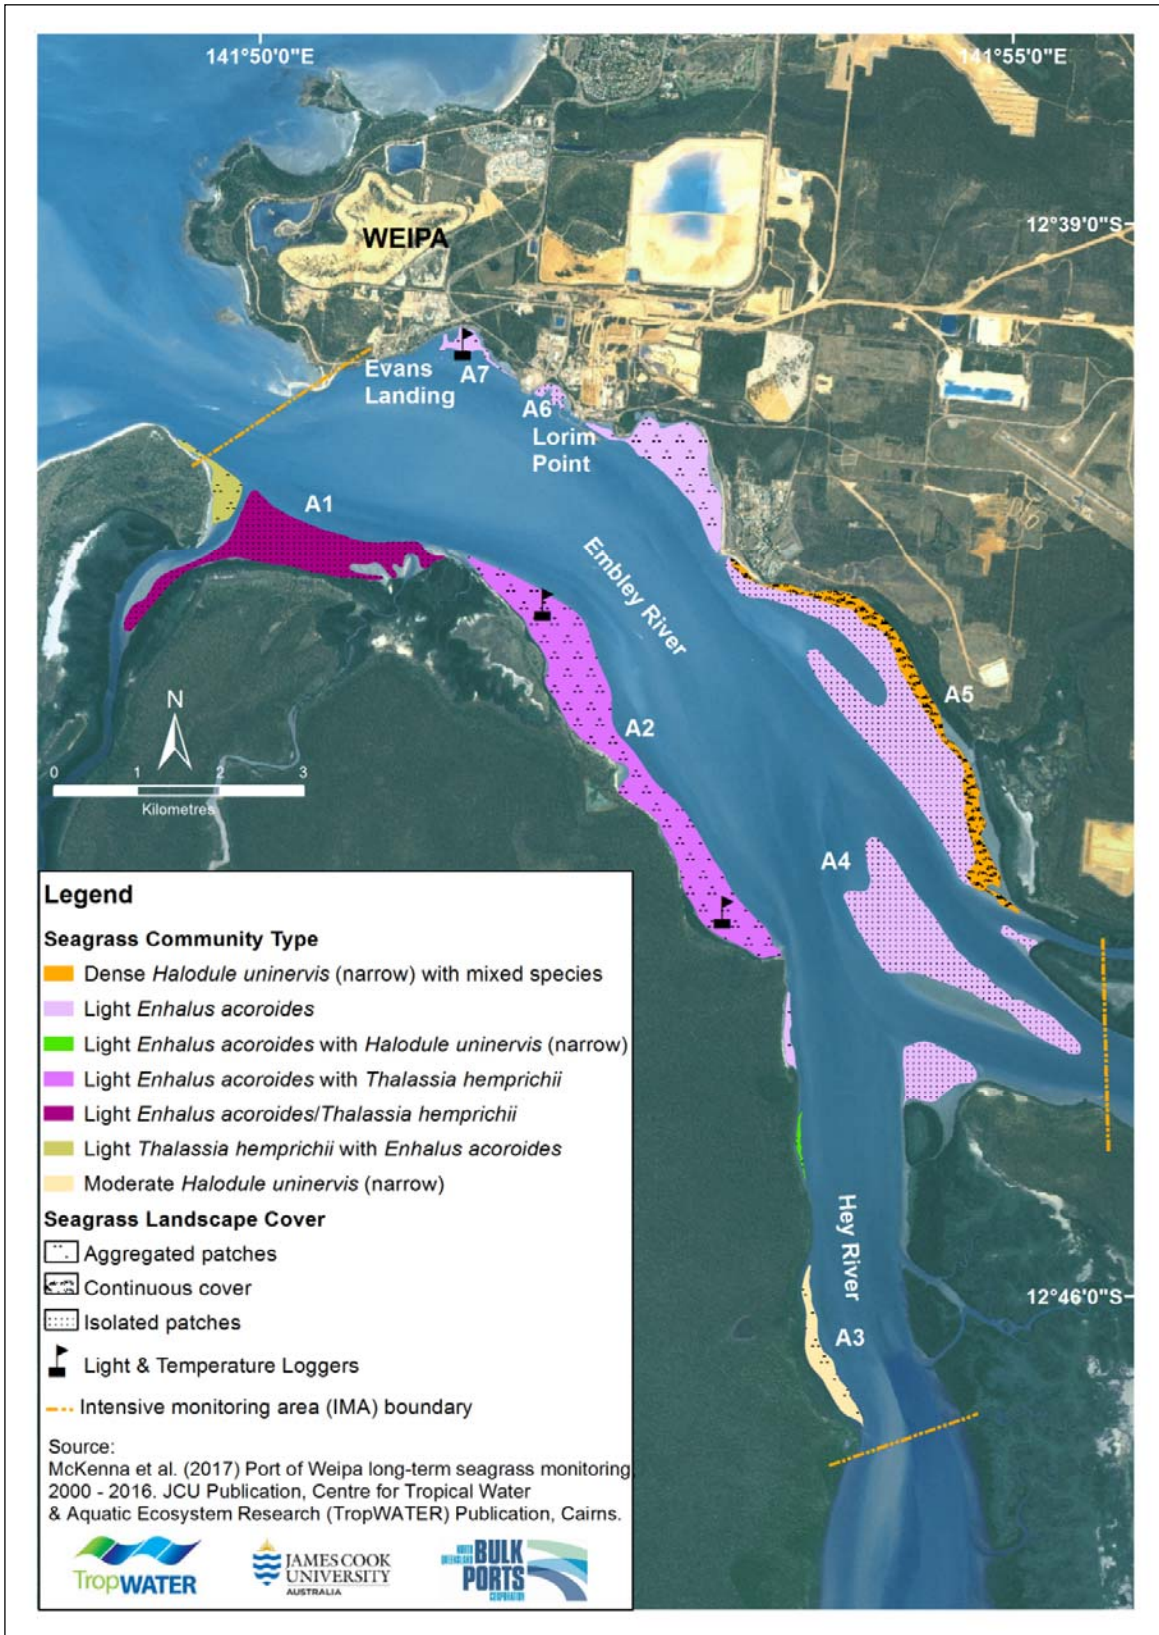 141°50'0"E
141°55'0"E
12°39'0"S
WEIPA
Evans
Landing
A7
A6
Lorim
Point
A1
Embley River
A2
A5
N
0 1 2 3
Kilometres
A4
Hey River
12°46'0"S
A3
Legend
Seagrass Community Type
Dense Halodule uninervis (narrow) with mixed species
Light Enhalus acoroides
Light Enhalus acoroides with Halodule uninervis (narrow)
Light Enhalus acoroides with Thalassia hemprichii
Light Enhalus acoroides/Thalassia hemprichii
Light Thalassia hemprichii with Enhalus acoroides
Moderate Halodule uninervis (narrow)
Seagrass Landscape Cover
Aggregated patches
Continuous cover
Isolated patches
Light & Temperature Loggers
Intensive monitoring area (IMA) boundary
Source:
McKenna et al. (2017) Port of Weipa long-term seagrass monitoring,
2000 - 2016. JCU Publication, Centre for Tropical Water
& Aquatic Ecosystem Research (TropWATER) Publication, Cairns.
TropWATER
JAMES COOK
UNIVERSITY
AUSTRALIA
NORTH
QUEENSLAND
BULK
PORTS
CORPORATION